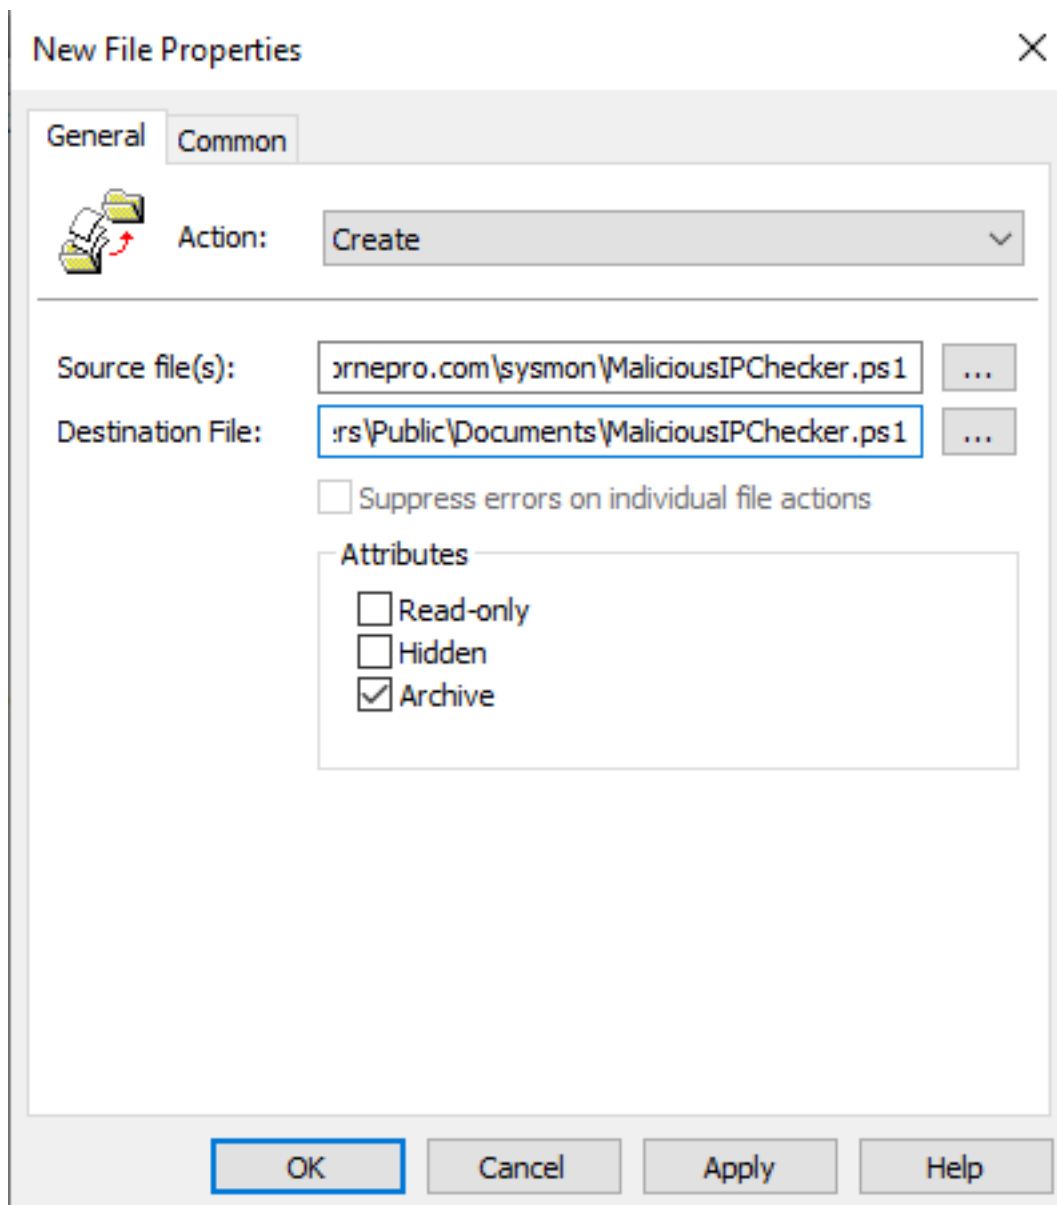 New File Properties
General Common
Action: Create
Source file(s): ornepro.com\sysmon\MaliciousIPChecker.ps1 ...
Destination File: ers\Public\Documents\MaliciousIPChecker.ps1 ...
Suppress errors on individual file actions
Attributes
Read-only
Hidden
Archive
OK Cancel Apply Help